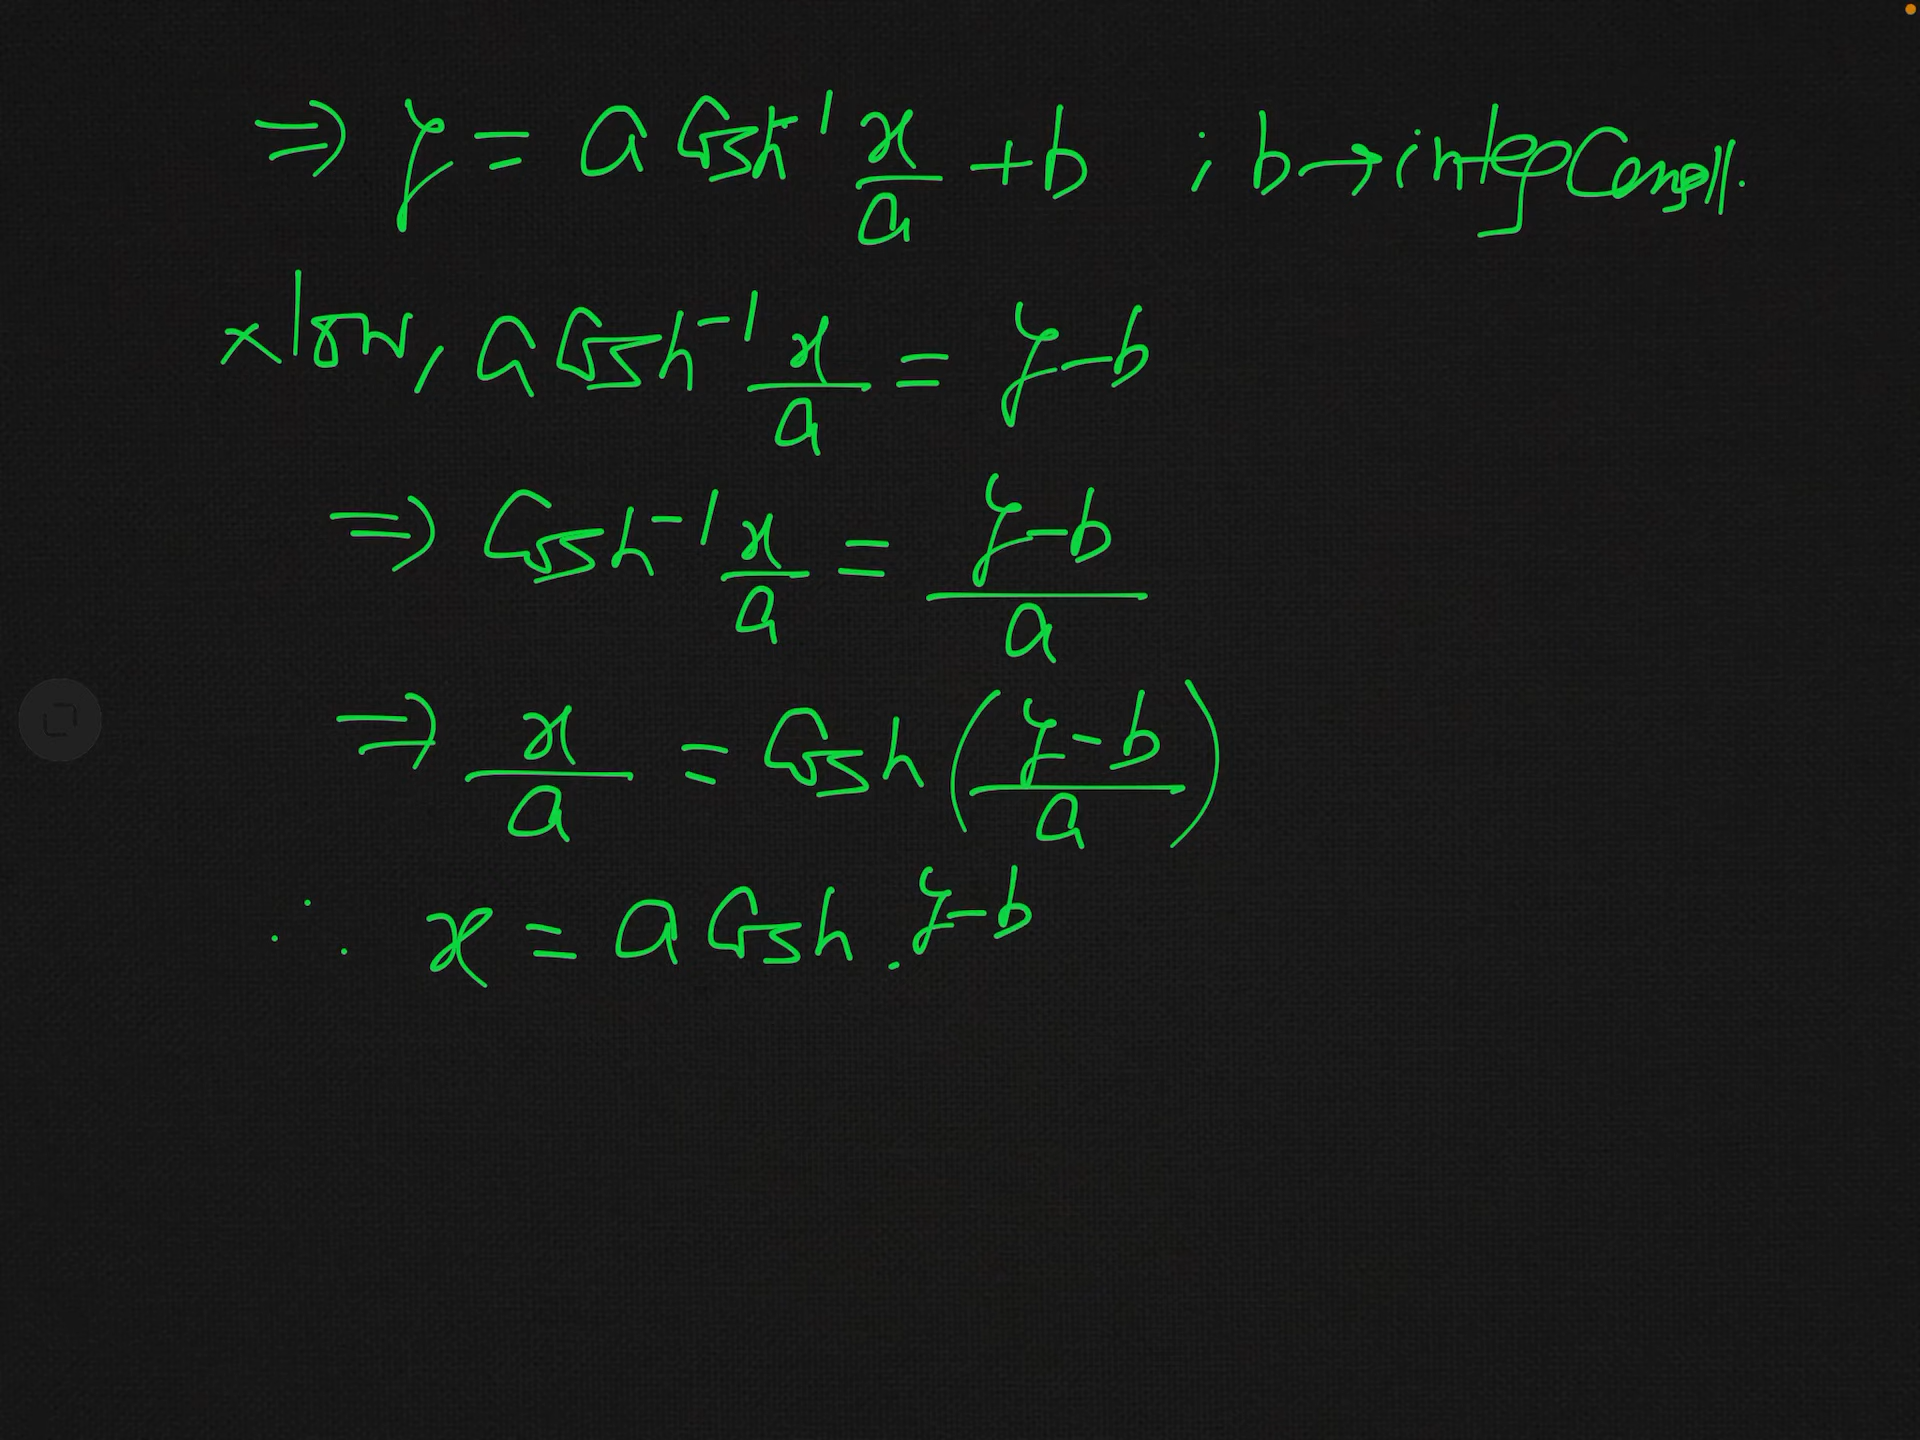 ⇒ y = a Cosh⁻¹ x/a + b ; b → integ Const.
Now, a Cosh⁻¹ x/a = y-b
⇒ Cosh⁻¹ x/a = (y-b)/a
⇒ x/a = Cosh((y-b)/a)
∴ x = a Cosh . y-b